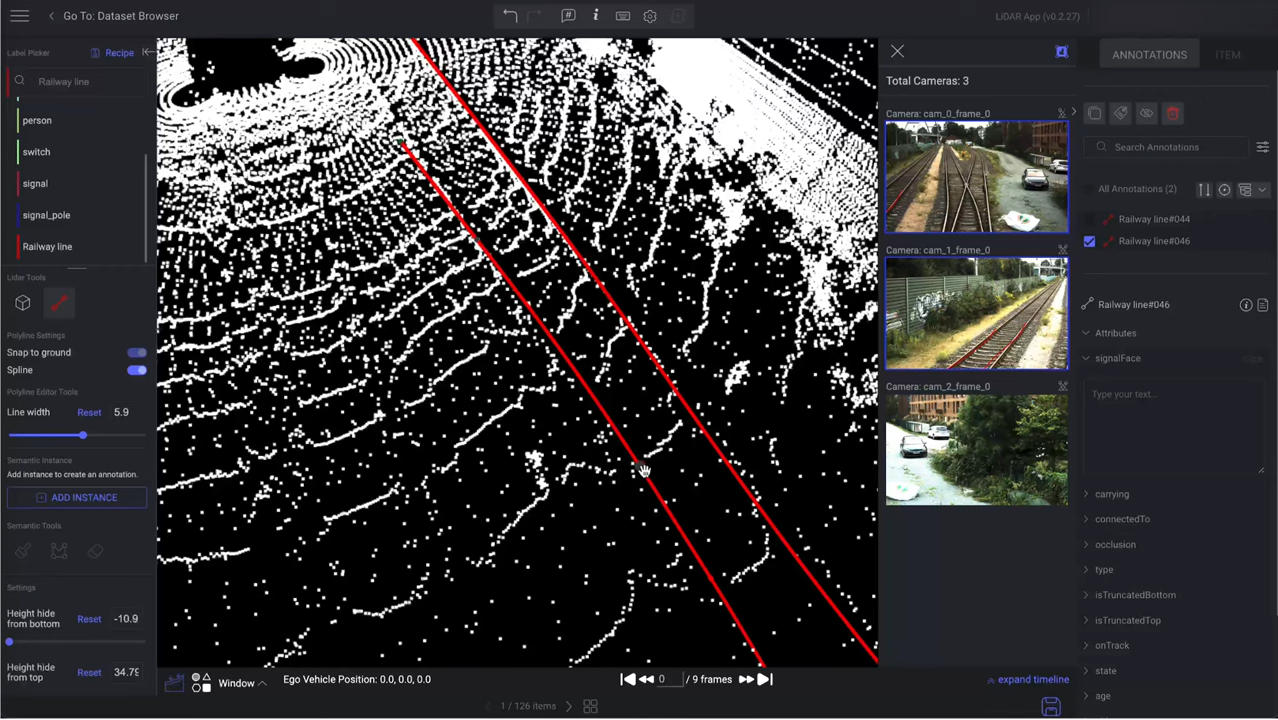 Go To: Dataset Browser
LiDAR App (v0.2.27)
Label Picker
Recipe
Railway line
person
switch
signal
signal_pole
Railway line
Lidar Tools
Polyline Settings
Snap to ground
Spline
Polyline Editor Tools
Line width Reset 5.9
Semantic Instance
Add instance to create an annotation.
ADD INSTANCE
Semantic Tools
Settings
Height hide from bottom Reset -10.9
Height hide from top Reset 34.79
Window
Ego Vehicle Position: 0.0, 0.0, 0.0
0 / 9 frames
expand timeline
1 / 126 items
Total Cameras: 3
Camera: cam_0_frame_0
Camera: cam_1_frame_0
Camera: cam_2_frame_0
ANNOTATIONS
ITEM
Search Annotations
All Annotations (2)
Railway line#044
Railway line#046
Railway line#046
Attributes
signalFace
Type your text...
carrying
connectedTo
occlusion
type
isTruncatedBottom
isTruncatedTop
onTrack
state
age